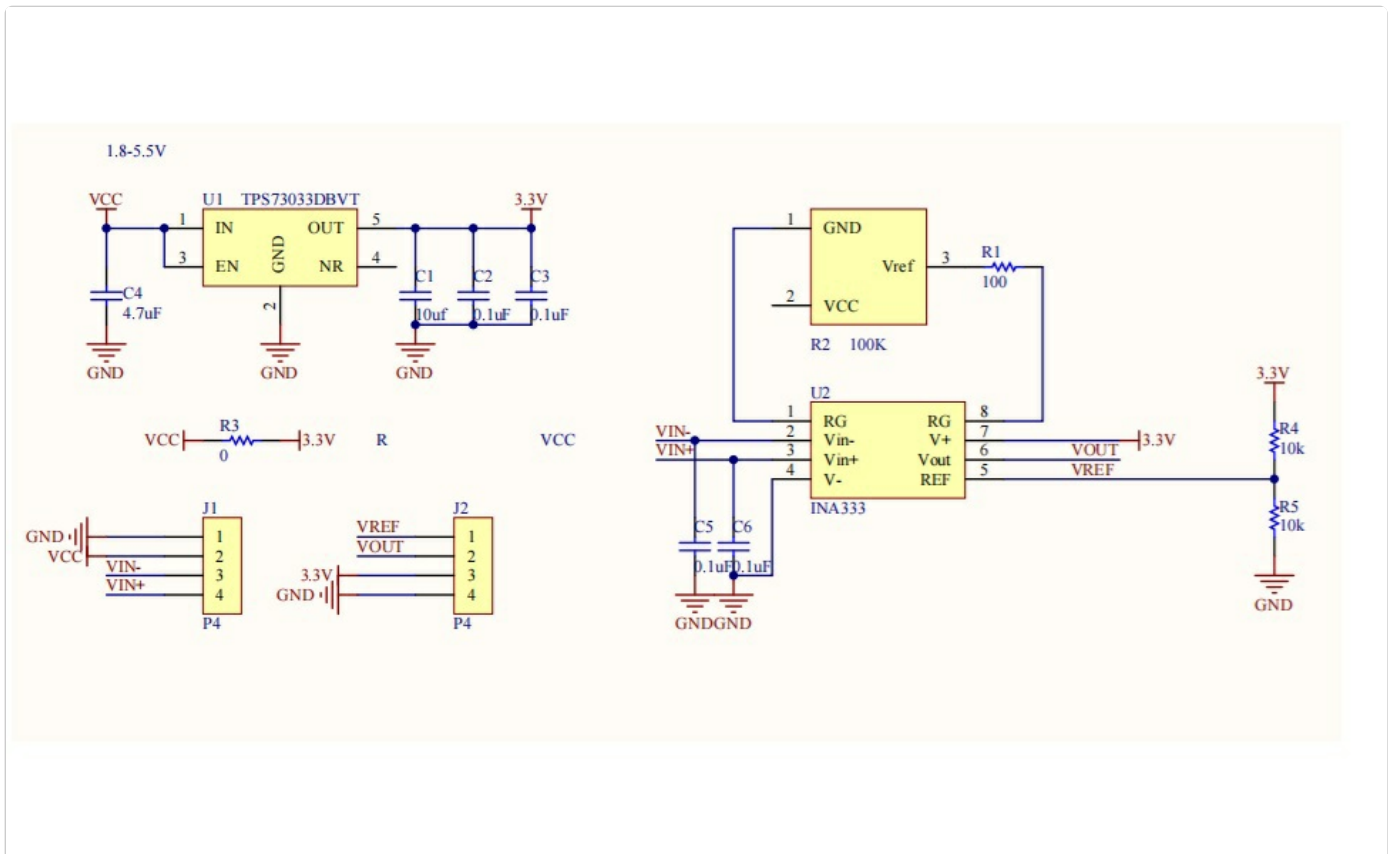 1.8-5.5V
VCC
U1 TPS73033DBVT
3.3V
1 IN OUT 5
GND
3 EN NR 4
2
C4
4.7uF
C1 C2 C3
10uf 0.1uF 0.1uF
GND GND GND
R3
VCC 3.3V R VCC
0
J1
GND 1
VCC 2
VIN- 3
VIN+ 4
P4
J2
VREF 1
VOUT 2
3.3V 3
GND 4
P4
1 GND
Vref 3
R1
100
2 VCC
R2 100K
U2
1 RG RG 8
VIN- 2 Vin- V+ 7 3.3V
VIN+ 3 Vin+ Vout 6 VOUT
4 V- REF 5 VREF
INA333
C5 C6
0.1uF 0.1uF
GND GND
3.3V
R4
10k
R5
10k
GND